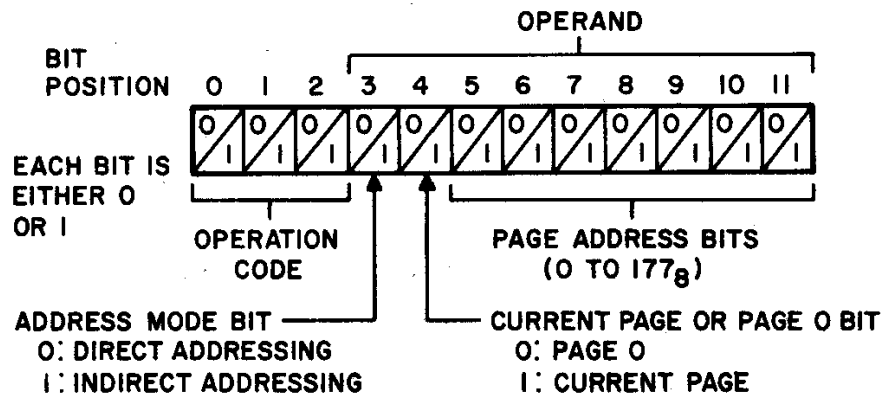 OPERAND
BIT
POSITION 0 1 2 3 4 5 6 7 8 9 10 11
0 1 0 1 0 1 0 1 0 1 0 1 0 1 0 1 0 1 0 1 0 1 0 1
EACH BIT IS
EITHER 0
OR 1
OPERATION
CODE
PAGE ADDRESS BITS
(0 TO 177₈)
ADDRESS MODE BIT
0: DIRECT ADDRESSING
1: INDIRECT ADDRESSING
CURRENT PAGE OR PAGE 0 BIT
0: PAGE 0
1: CURRENT PAGE